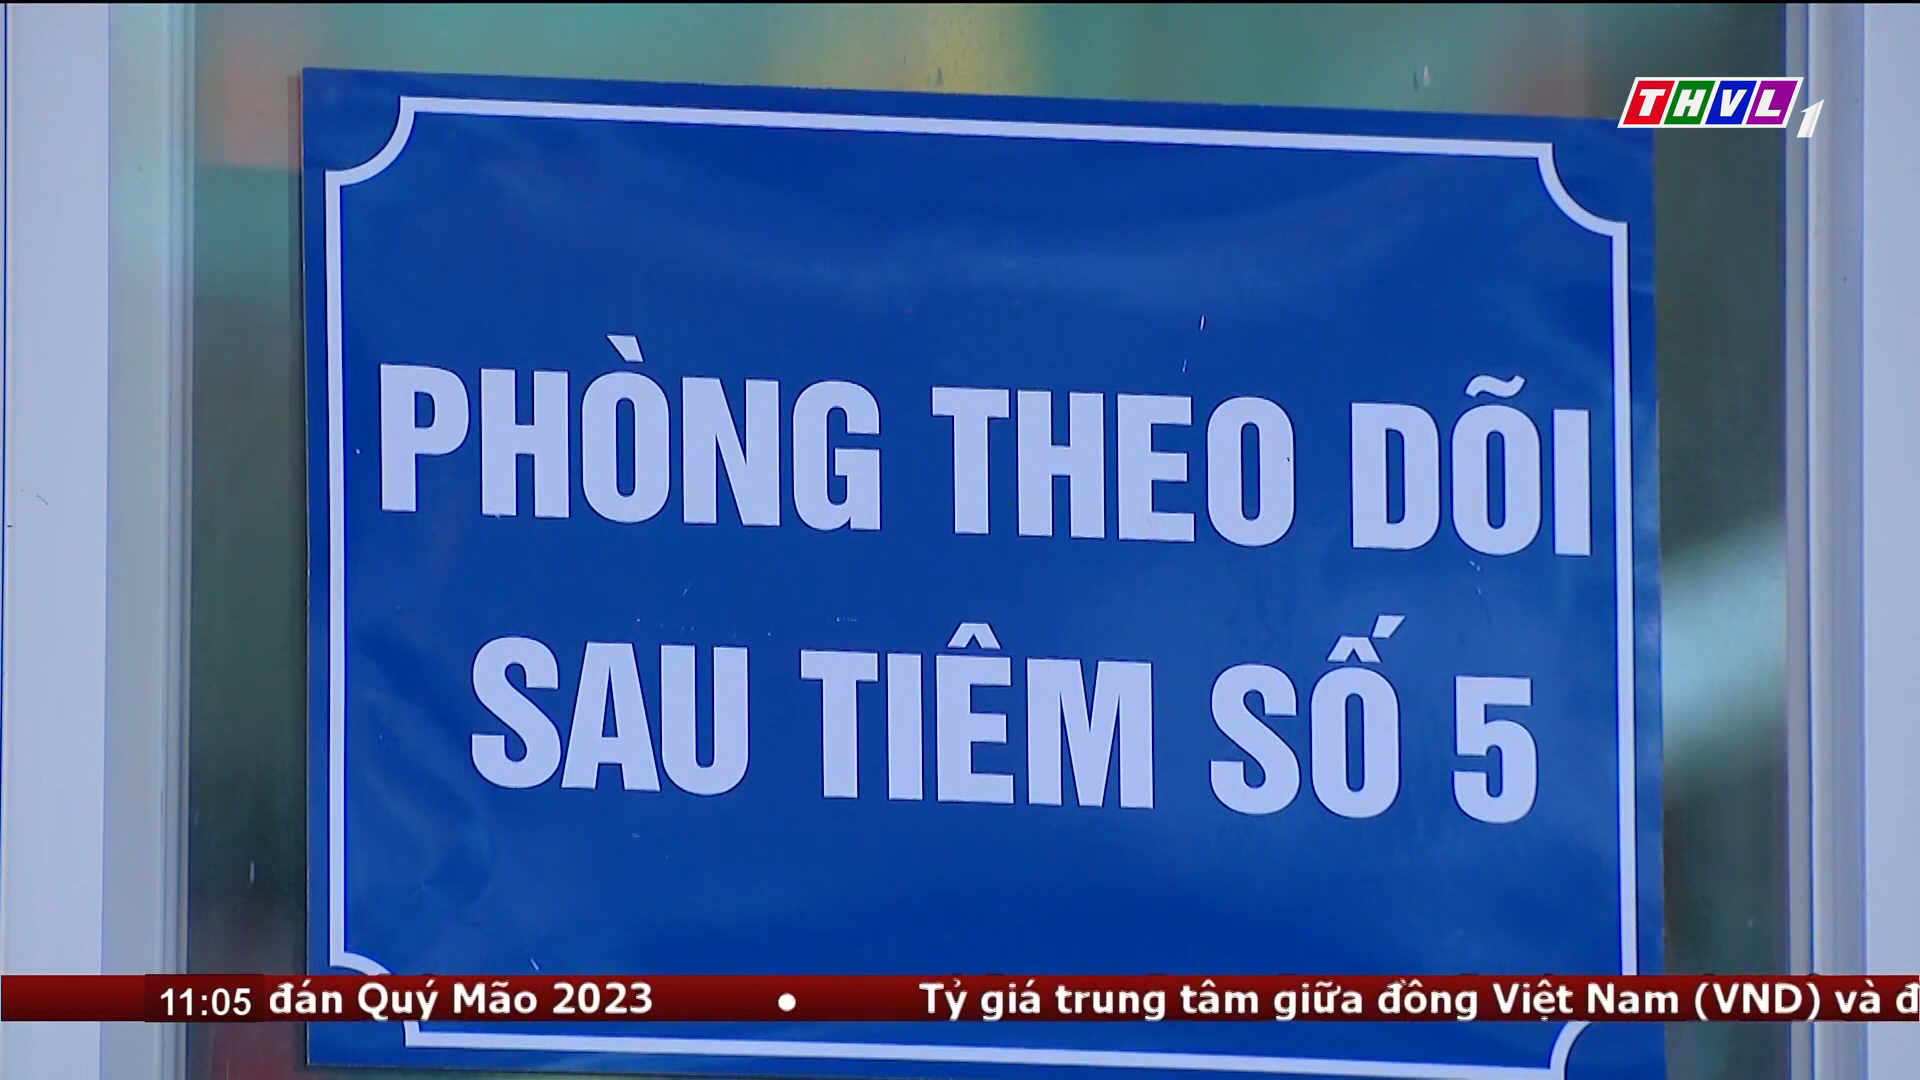 THVL1
PHÒNG THEO DÕI
SAU TIÊM SỐ 5
11:05 đán Quý Mão 2023 • Tỷ giá trung tâm giữa đồng Việt Nam (VND) và đ